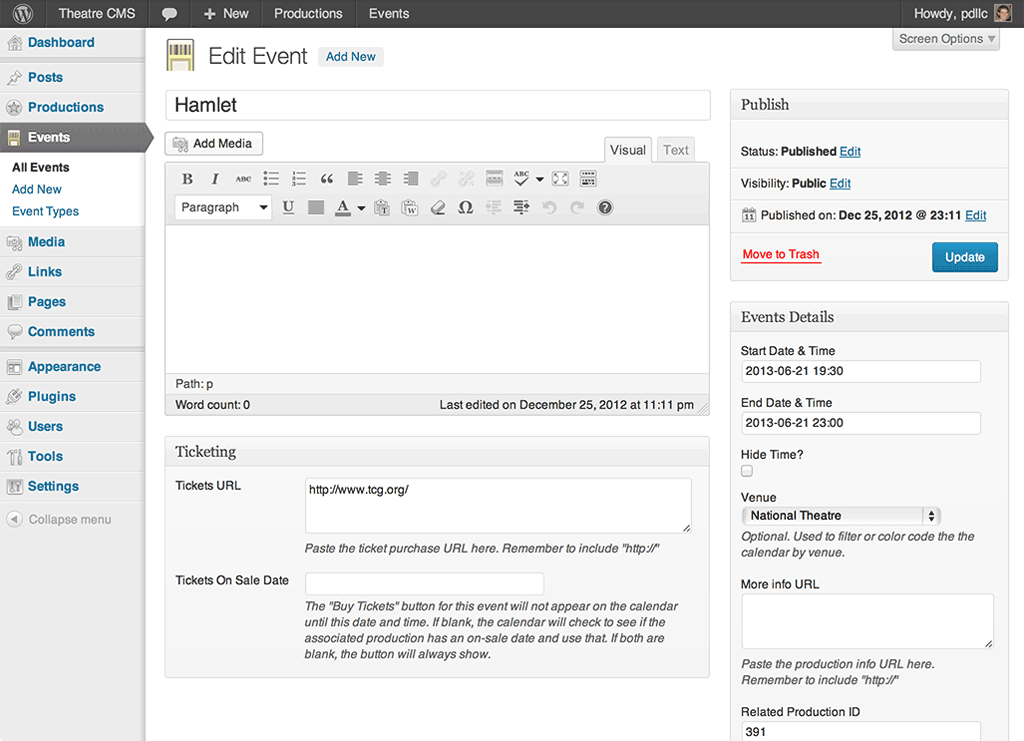 Theatre CMS
New
Productions
Events
Howdy, pdllc
Dashboard
Posts
Productions
Events
All Events
Add New
Event Types
Media
Links
Pages
Comments
Appearance
Plugins
Users
Tools
Settings
Collapse menu
Screen Options
Edit Event
Add New
Hamlet
Add Media
Visual
Text
B I ABC
ABC
Paragraph
U A T W Ω ?
Path: p
Word count: 0
Last edited on December 25, 2012 at 11:11 pm
Ticketing
Tickets URL
http://www.tcg.org/
Paste the ticket purchase URL here. Remember to include "http://"
Tickets On Sale Date
The "Buy Tickets" button for this event will not appear on the calendar
until this date and time. If blank, the calendar will check to see if the
associated production has an on-sale date and use that. If both are
blank, the button will always show.
Publish
Status: Published Edit
Visibility: Public Edit
11 Published on: Dec 25, 2012 @ 23:11 Edit
Move to Trash
Update
Events Details
Start Date & Time
2013-06-21 19:30
End Date & Time
2013-06-21 23:00
Hide Time?
Venue
National Theatre
Optional. Used to filter or color code the the
calendar by venue.
More info URL
Paste the production info URL here.
Remember to include "http://"
Related Production ID
391